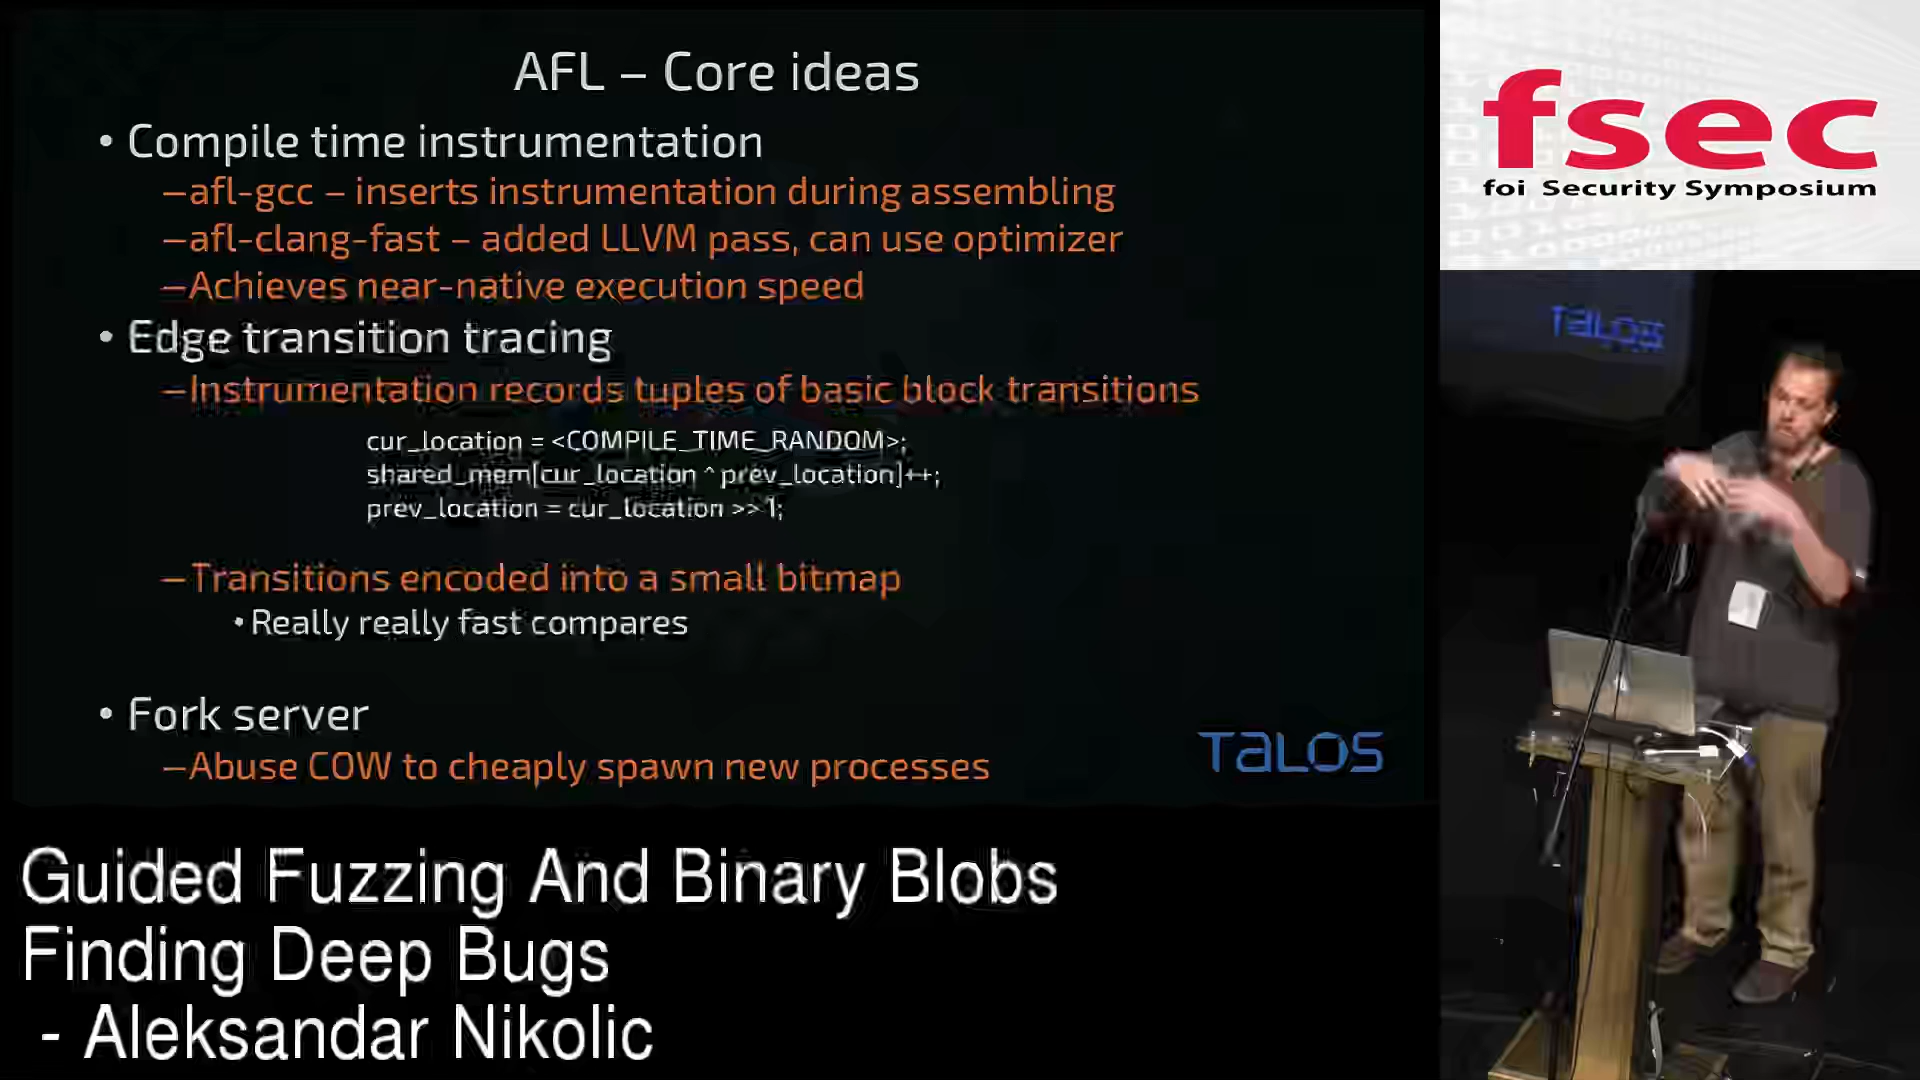 AFL – Core ideas
• Compile time instrumentation
–afl-gcc – inserts instrumentation during assembling
–afl-clang-fast – added LLVM pass, can use optimizer
–Achieves near-native execution speed
• Edge transition tracing
–Instrumentation records tuples of basic block transitions
cur_location = <COMPILE_TIME_RANDOM>;
shared_mem[cur_location ^ prev_location]++;
prev_location = cur_location >> 1;
–Transitions encoded into a small bitmap
• Really really fast compares
• Fork server
–Abuse COW to cheaply spawn new processes
TALOS
fsec
foi Security Symposium
TALOS
Guided Fuzzing And Binary Blobs
Finding Deep Bugs
- Aleksandar Nikolic